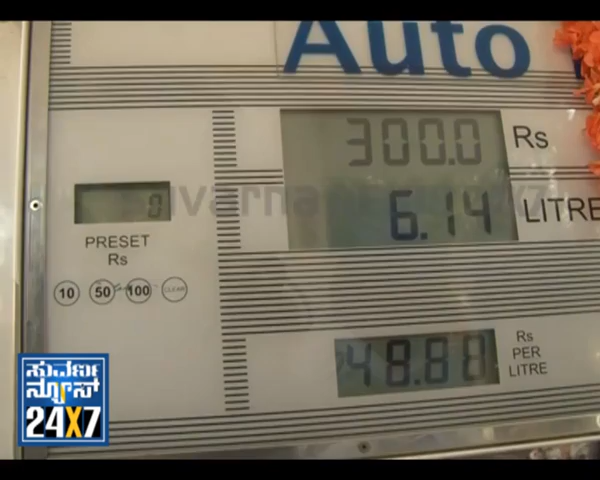 Auto
300.0 Rs
6.14 LITRE
0
PRESET
Rs
10 50 100 CLEAR
48.88
Rs
PER
LITRE
ಸುವರ್ಣ
ನ್ಯೂಸ್
24X7